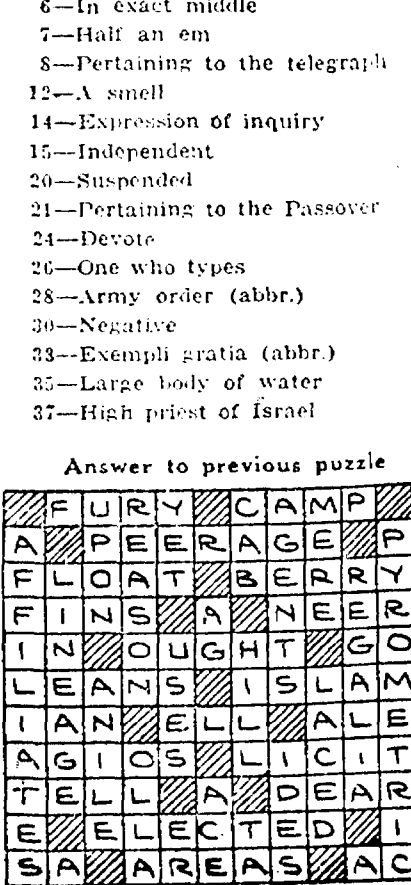 6—In exact middle
7—Half an em
8—Pertaining to the telegraph
12—A smell
14—Expression of inquiry
15—Independent
20—Suspended
21—Pertaining to the Passover
24—Devote
26—One who types
28—Army order (abbr.)
30—Negative
33—Exempli gratia (abbr.)
35—Large body of water
37—High priest of Israel
Answer to previous puzzle
F U R Y C A M P
A P E E R A G E P
F L O A T B E R R Y
F I N S A N E E R
I N O U G H T G O
L E A N S I S L A M
I A N E L L A L E
A G I O S L I C I T
T E L L A D E A R
E E L E C T E D I
S A A R E A S A C